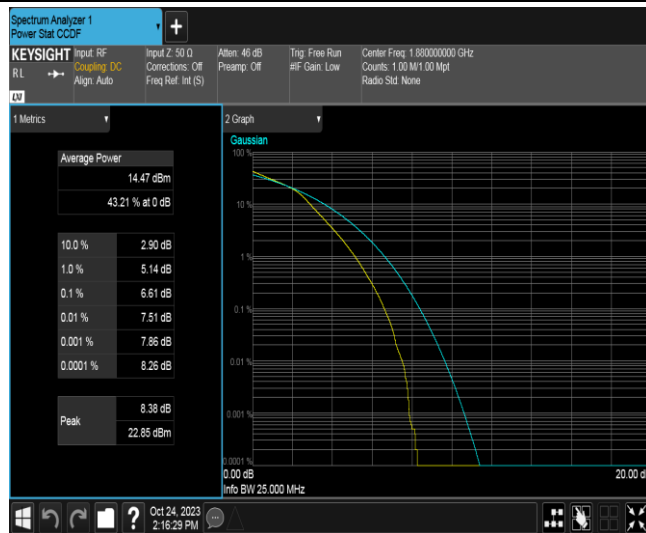 Spectrum Analyzer 1
Power Stat CCDF
+
KEYSIGHT
RL
Input: RF
Coupling: DC
Align: Auto
Input Z: 50 Ω
Corrections: Off
Freq Ref: Int (S)
Atten: 46 dB
Preamp: Off
Trig: Free Run
#IF Gain: Low
Center Freq: 1.880000000 GHz
Counts: 1.00 M/1.00 Mpt
Radio Std: None
1 Metrics
Average Power
14.47 dBm
43.21 % at 0 dB
10.0 % 2.90 dB
1.0 % 5.14 dB
0.1 % 6.61 dB
0.01 % 7.51 dB
0.001 % 7.86 dB
0.0001 % 8.26 dB
Peak
8.38 dB
22.85 dBm
2 Graph
Gaussian
100 %
10 %
1 %
0.1 %
0.01 %
0.001 %
0.0001 %
0.00 dB
20.00 d
Info BW 25.000 MHz
?
Oct 24, 2023
2:16:29 PM